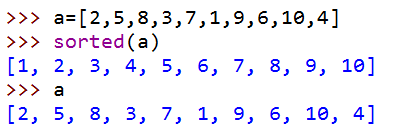 >>> a=[2,5,8,3,7,1,9,6,10,4]
>>> sorted(a)
[1, 2, 3, 4, 5, 6, 7, 8, 9, 10]
>>> a
[2, 5, 8, 3, 7, 1, 9, 6, 10, 4]